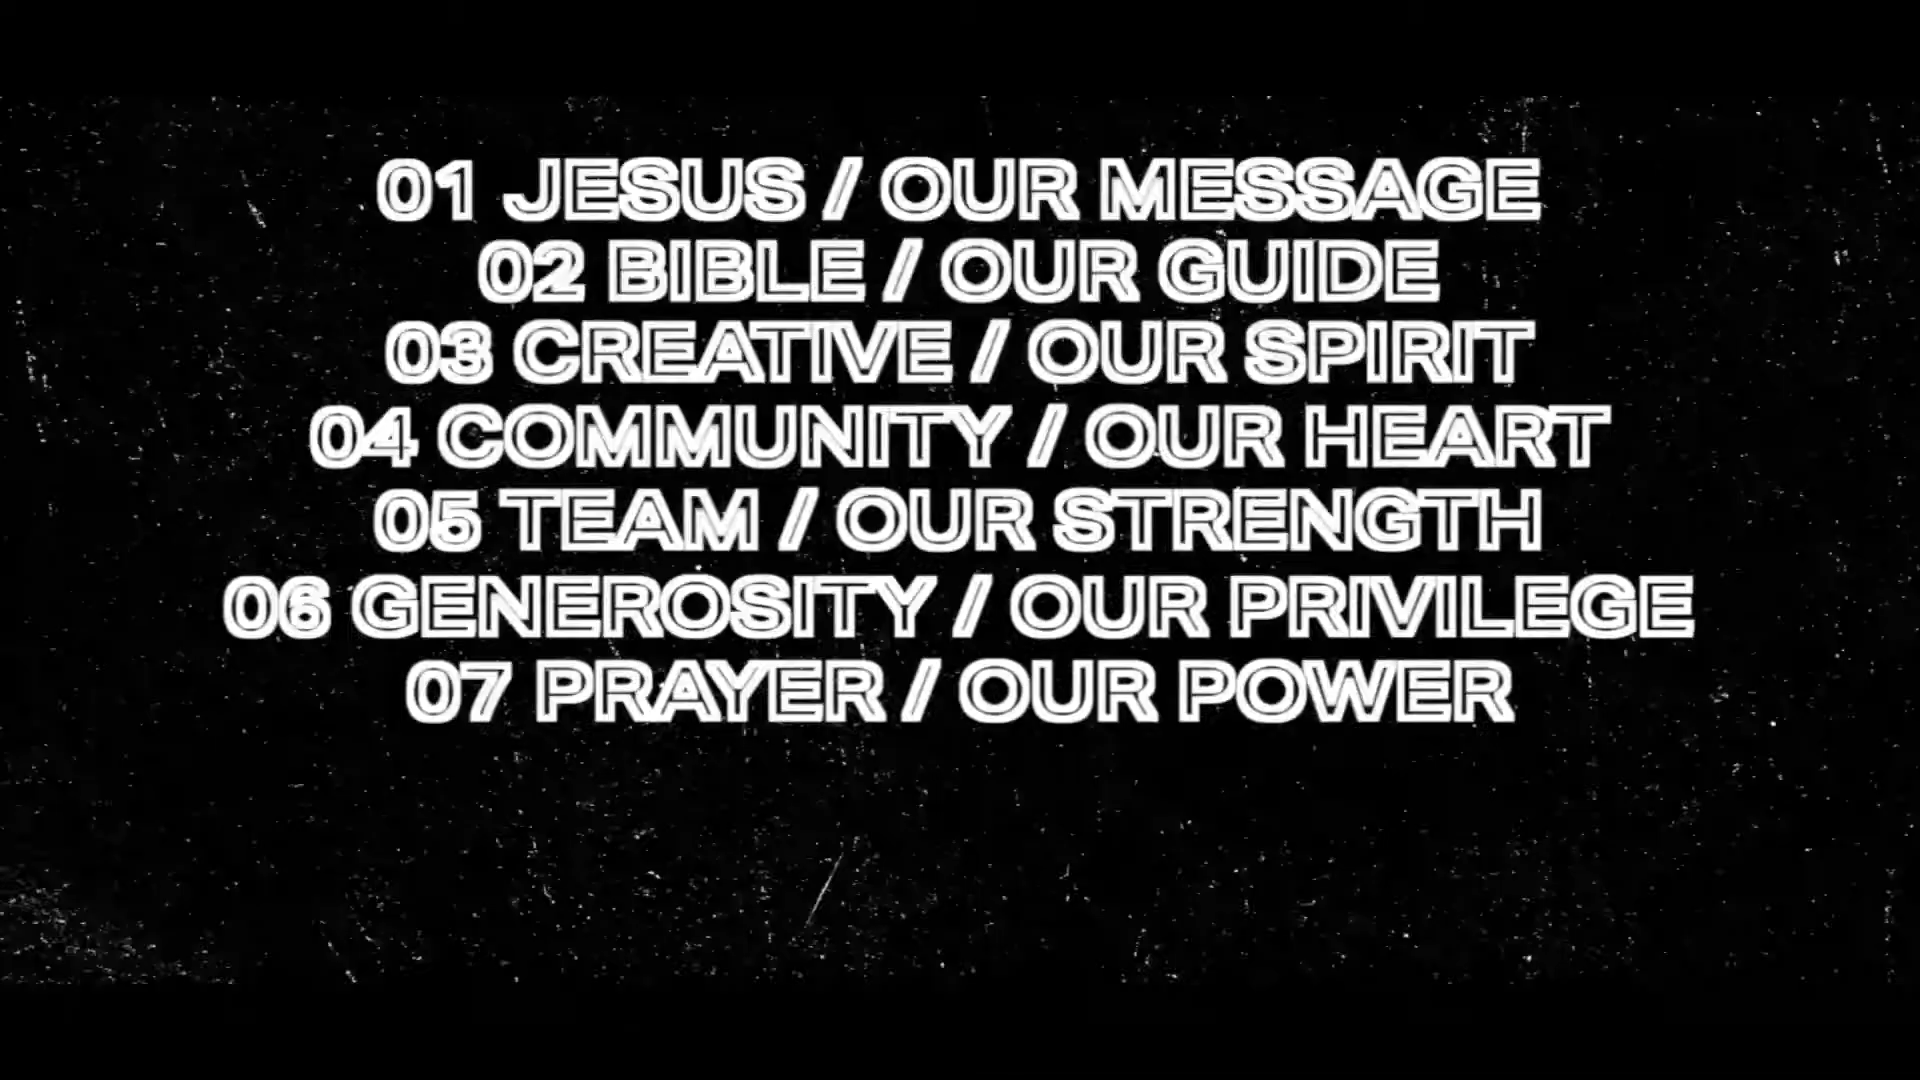 01 JESUS / OUR MESSAGE
02 BIBLE / OUR GUIDE
03 CREATIVE / OUR SPIRIT
04 COMMUNITY / OUR HEART
05 TEAM / OUR STRENGTH
06 GENEROSITY / OUR PRIVILEGE
07 PRAYER / OUR POWER